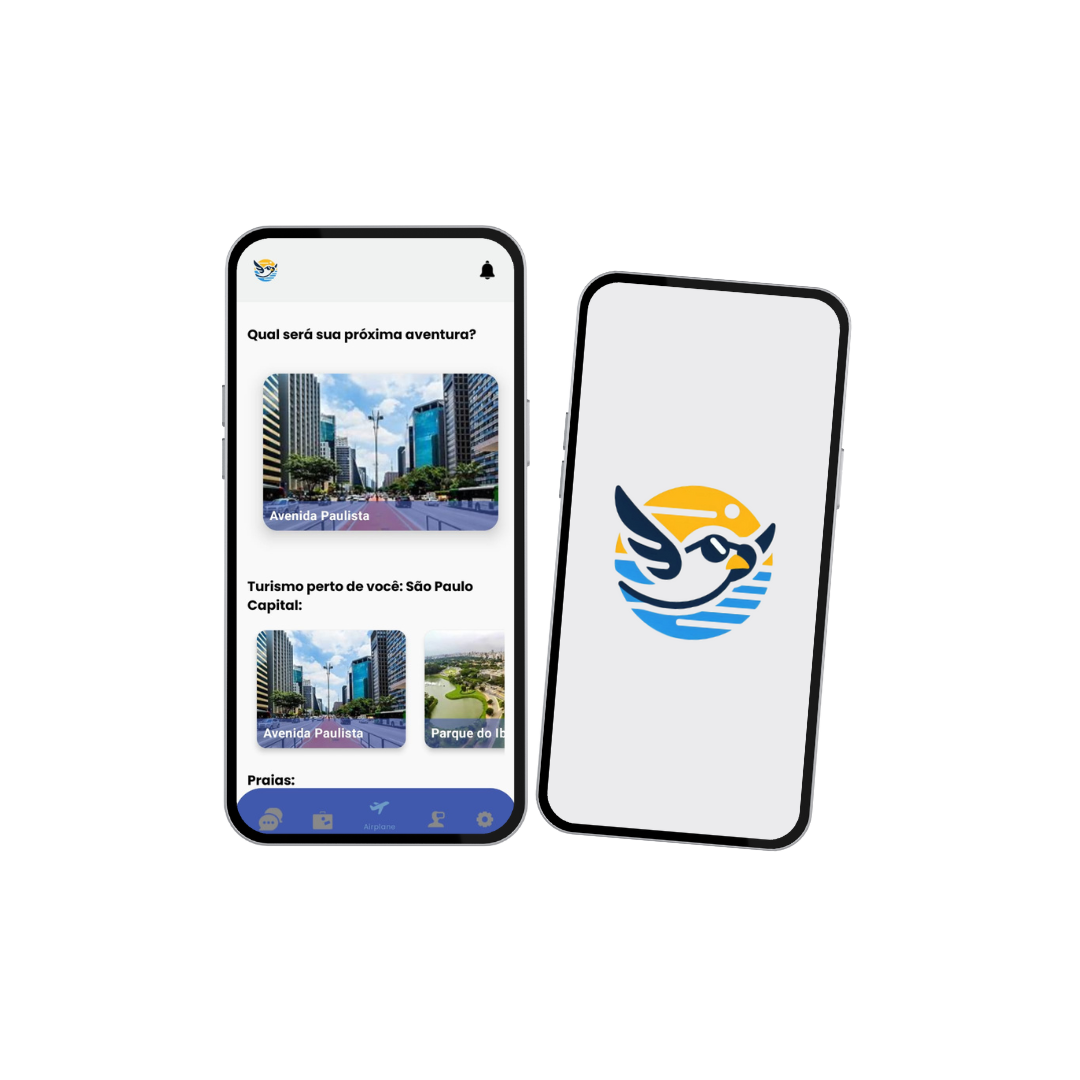 Qual será sua próxima aventura?
Avenida Paulista
Turismo perto de você: São Paulo
Capital:
Avenida Paulista
Parque do Ib
Praias:
Airplane